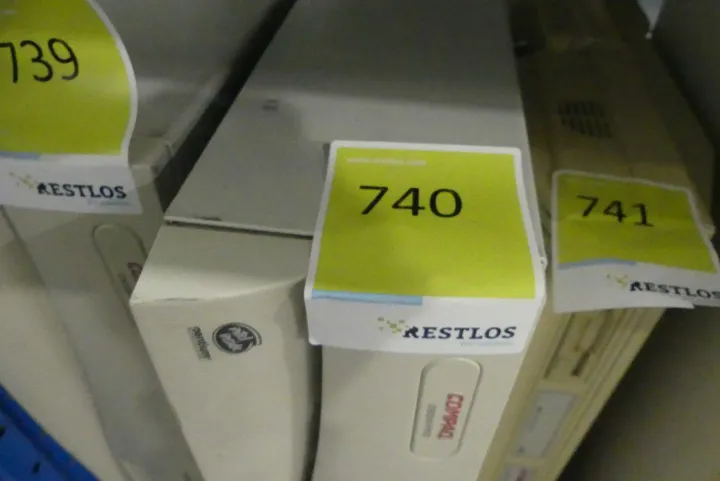 739
RESTLOS
740
RESTLOS
COMPAQ
741
RESTLOS